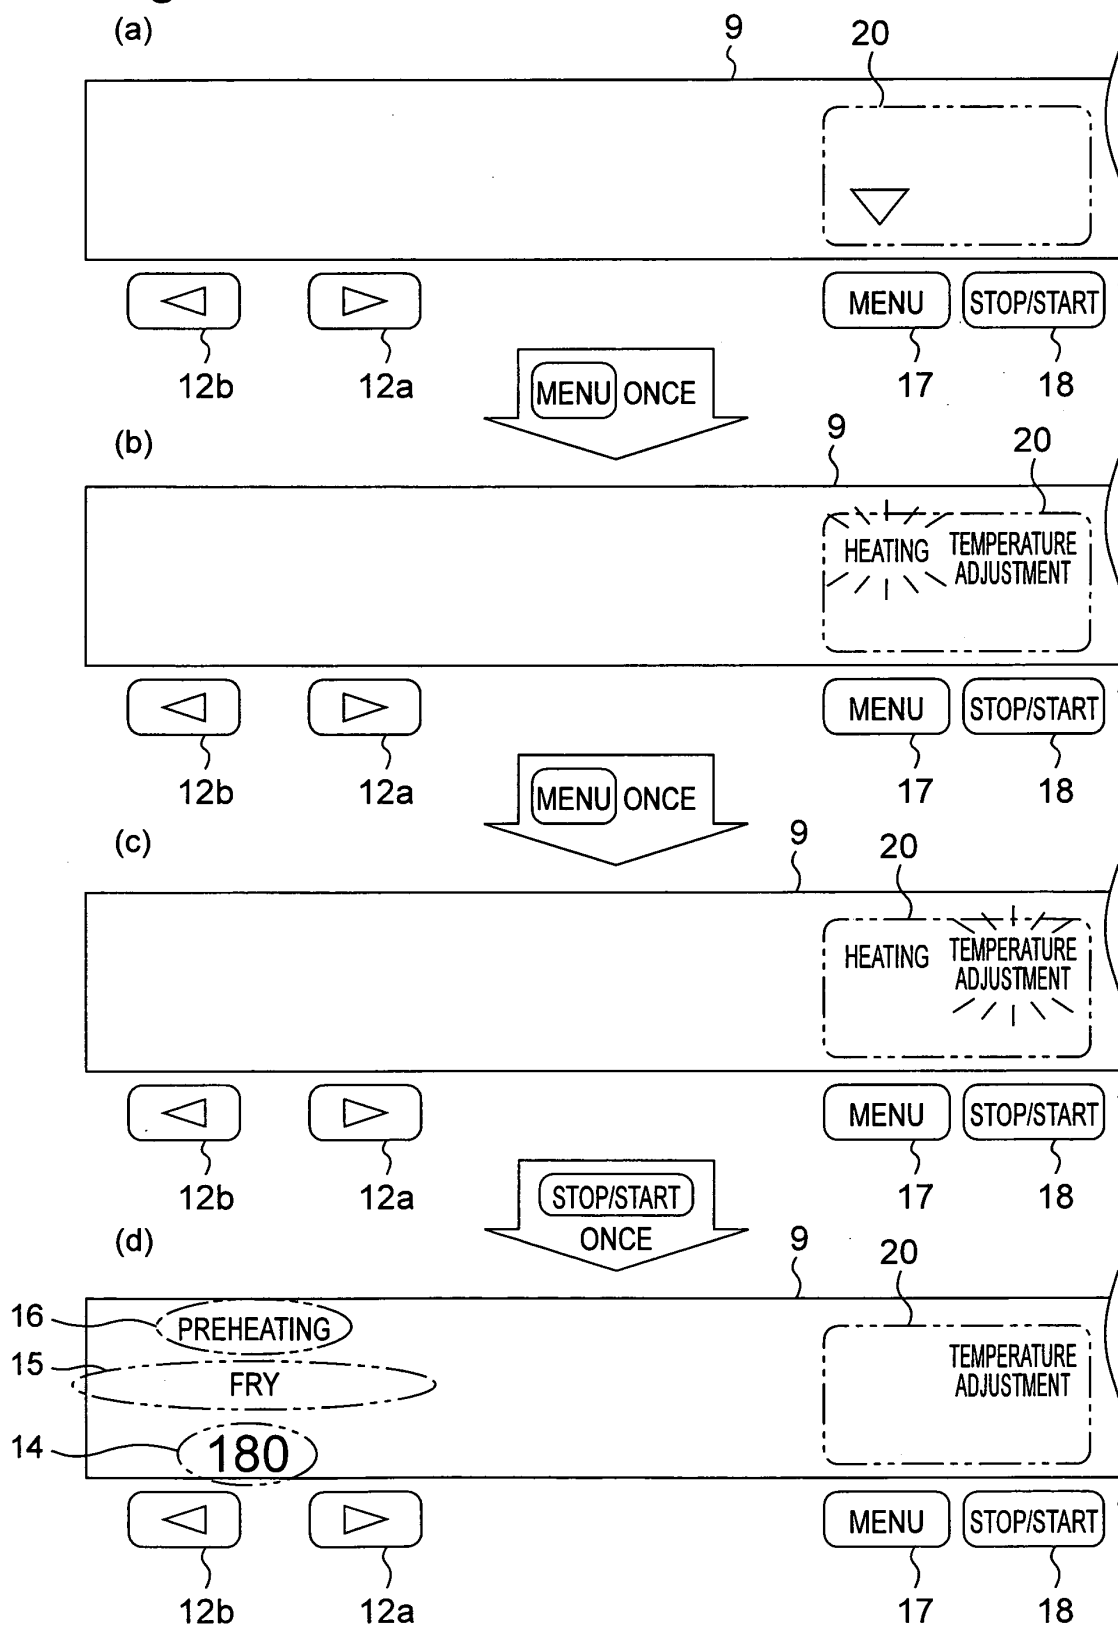 (a)
9
20
MENU
STOP/START
12b
12a
17
18
MENU ONCE
(b)
9
20
HEATING
TEMPERATURE
ADJUSTMENT
MENU
STOP/START
12b
12a
17
18
MENU ONCE
(c)
9
20
HEATING
TEMPERATURE
ADJUSTMENT
MENU
STOP/START
12b
12a
17
18
STOP/START
ONCE
(d)
9
20
16
PREHEATING
TEMPERATURE
ADJUSTMENT
15
FRY
14
180
MENU
STOP/START
12b
12a
17
18